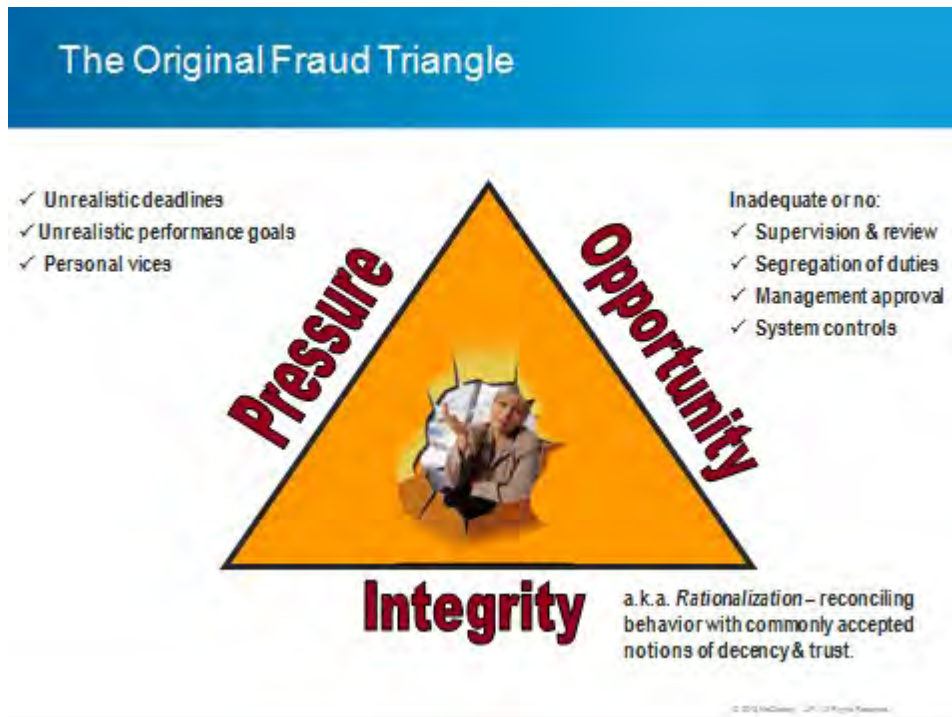 The Original Fraud Triangle
✓ Unrealistic deadlines
✓ Unrealistic performance goals
✓ Personal vices
Pressure
Opportunity
Inadequate or no:
✓ Supervision & review
✓ Segregation of duties
✓ Management approval
✓ System controls
Integrity
a.k.a. Rationalization – reconciling
behavior with commonly accepted
notions of decency & trust.